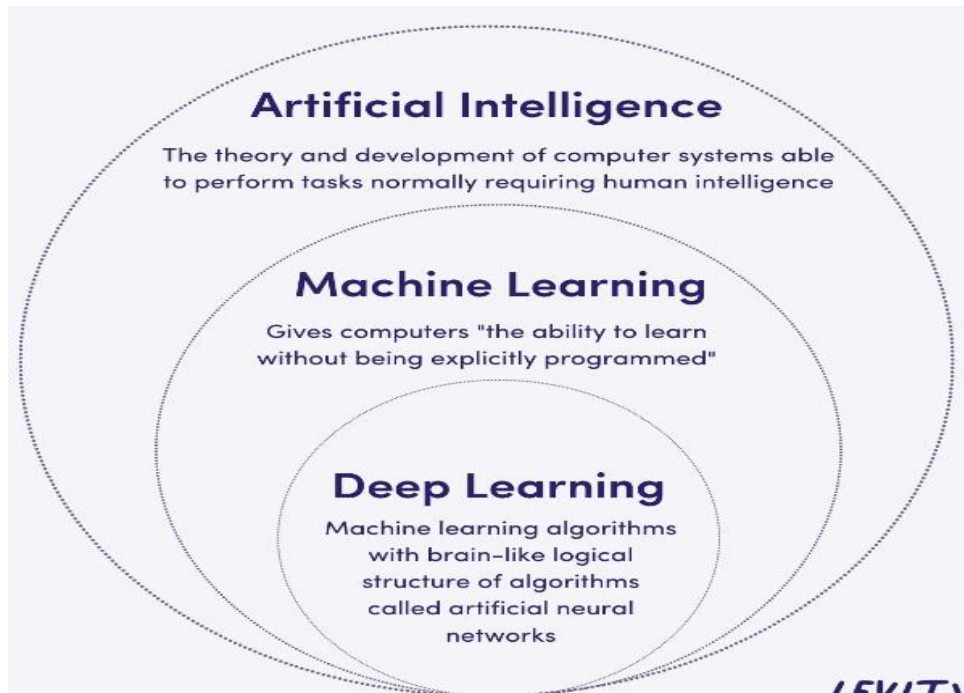 Artificial Intelligence
The theory and development of computer systems able
to perform tasks normally requiring human intelligence
Machine Learning
Gives computers "the ability to learn
without being explicitly programmed"
Deep Learning
Machine learning algorithms
with brain-like logical
structure of algorithms
called artificial neural
networks